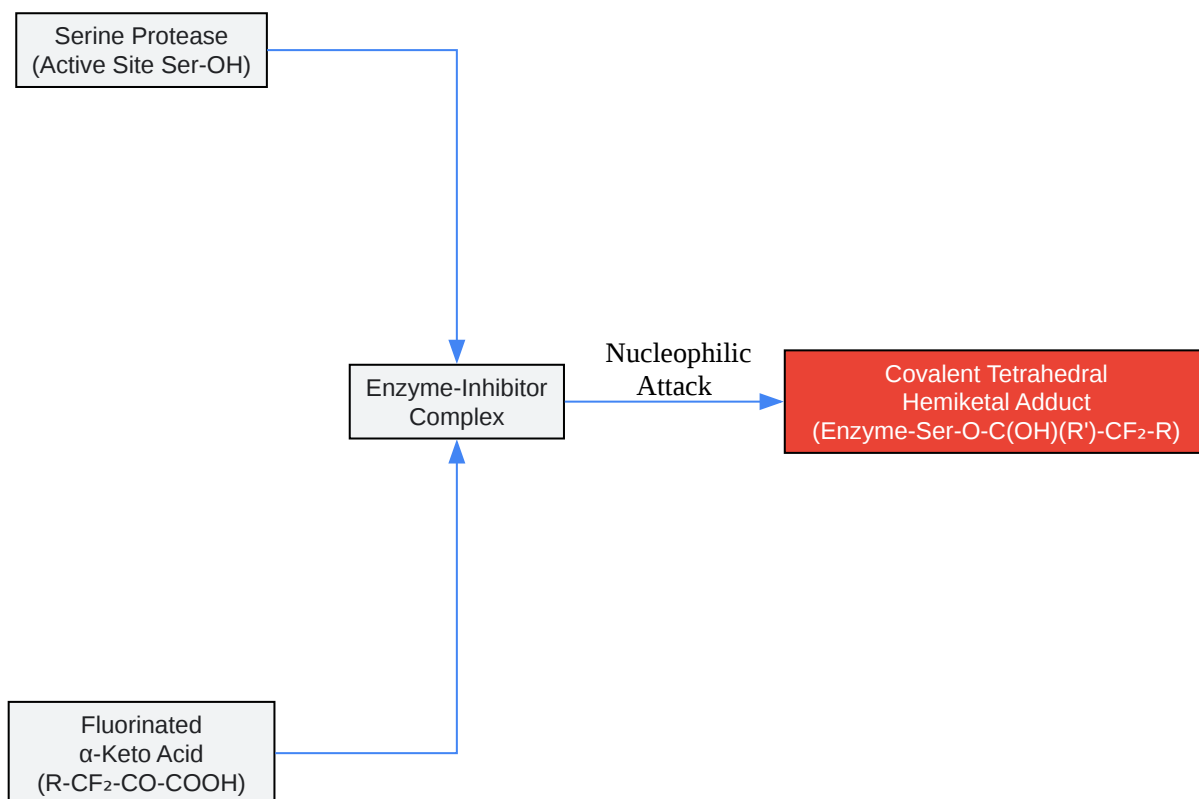 Serine Protease
(Active Site Ser-OH)
Enzyme-Inhibitor
Complex
Nucleophilic
Attack
Covalent Tetrahedral
Hemiketal Adduct
(Enzyme-Ser-O-C(OH)(R')-CF₂-R)
Fluorinated
α-Keto Acid
(R-CF₂-CO-COOH)